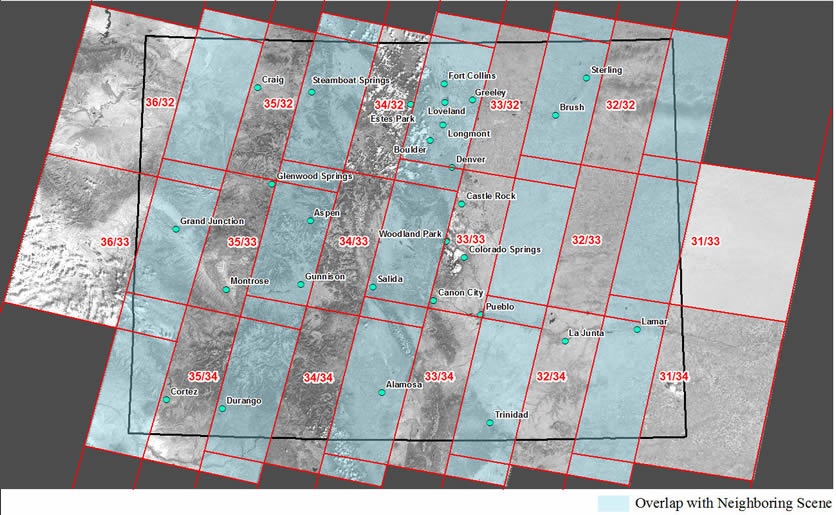 Craig
Steamboat Springs
Fort Collins
Sterling
36/32
35/32
34/32
Greeley
33/32
32/32
Estes Park
Loveland
Brush
Longmont
Boulder
Denver
Glenwood Springs
Castle Rock
Aspen
Grand Junction
36/33
35/33
34/33
Woodland Park
33/33
32/33
31/33
Colorado Springs
Montrose
Gunnison
Salida
Canon City
Pueblo
La Junta
Lamar
35/34
34/34
33/34
32/34
31/34
Cortez
Durango
Alamosa
Trinidad
Overlap with Neighboring Scene